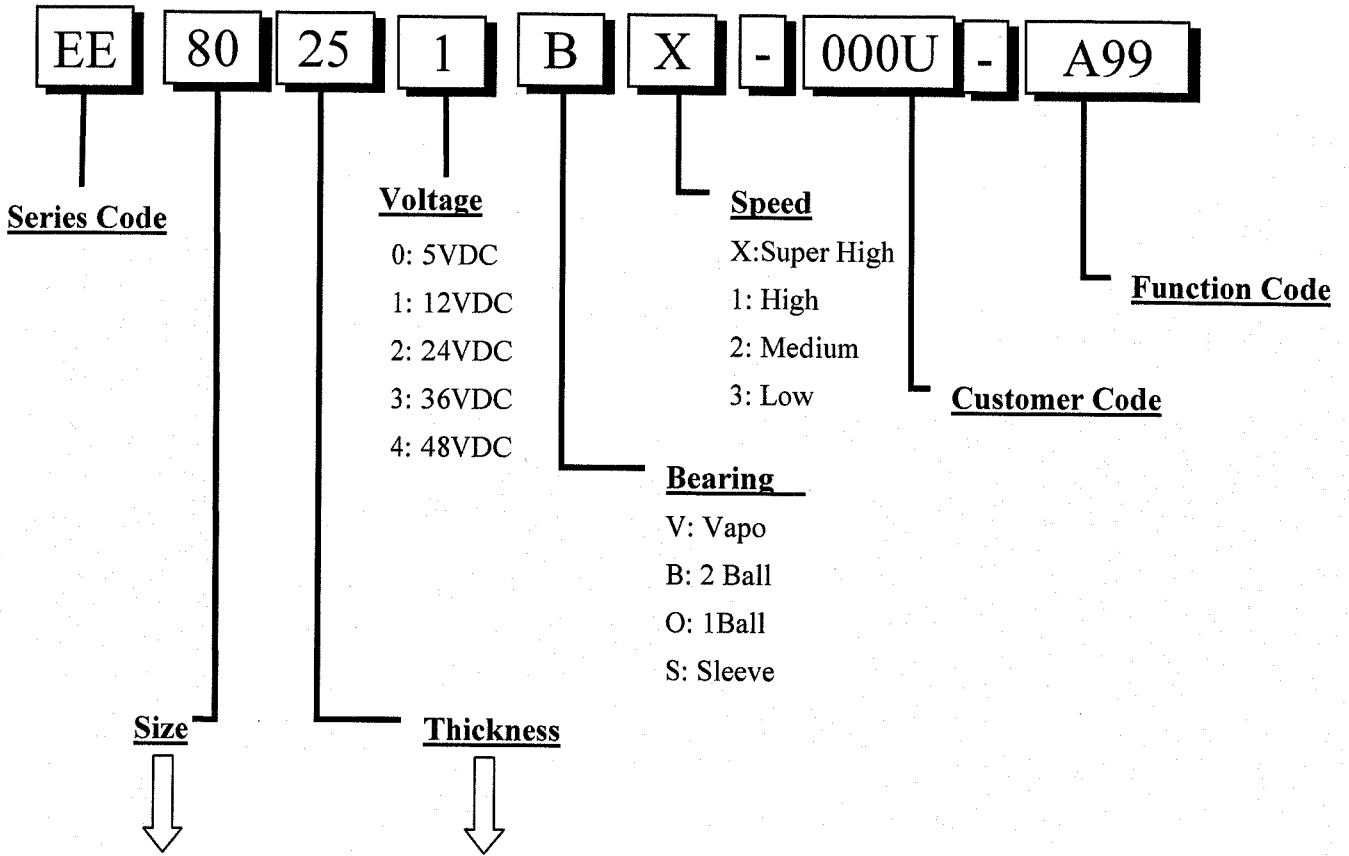 EE 80 25 1 B X - 000U - A99
Series Code
Voltage
0: 5VDC
1: 12VDC
2: 24VDC
3: 36VDC
4: 48VDC
Speed
X:Super High
1: High
2: Medium
3: Low
Function Code
Customer Code
Bearing
V: Vapo
B: 2 Ball
O: 1Ball
S: Sleeve
Size
Thickness